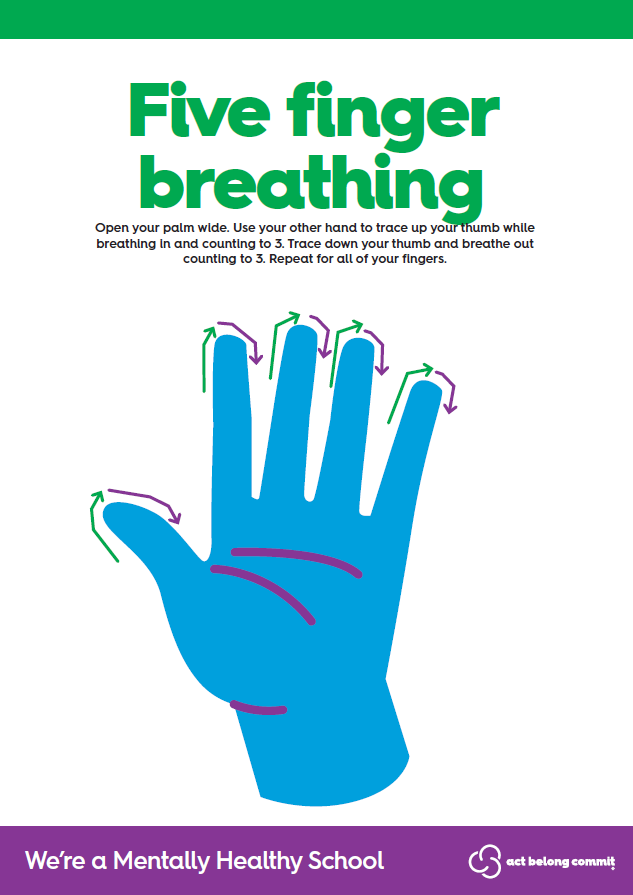 Five finger
breathing
Open your palm wide. Use your other hand to trace up your thumb while
breathing in and counting to 3. Trace down your thumb and breathe out
counting to 3. Repeat for all of your fingers.
We’re a Mentally Healthy School
act belong commit